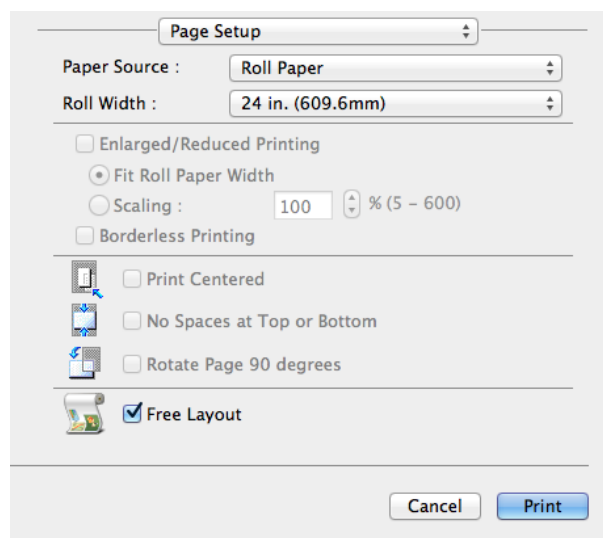 Page Setup
Paper Source : Roll Paper
Roll Width : 24 in. (609.6mm)
Enlarged/Reduced Printing
Fit Roll Paper Width
Scaling : 100 % (5 – 600)
Borderless Printing
Print Centered
No Spaces at Top or Bottom
Rotate Page 90 degrees
Free Layout
Cancel Print